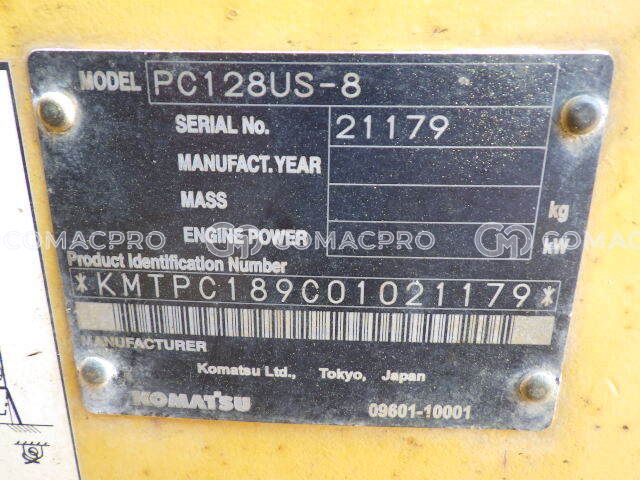 MODEL PC128US-8
SERIAL No. 21179
MANUFACT.YEAR
MASS kg
ENGINE POWER kW
COMACPRO COMACPRO
Product Identification Number
*KMTPC189C01021179*
MANUFACTURER
Komatsu Ltd., Tokyo, Japan
KOMATSU 09601-10001